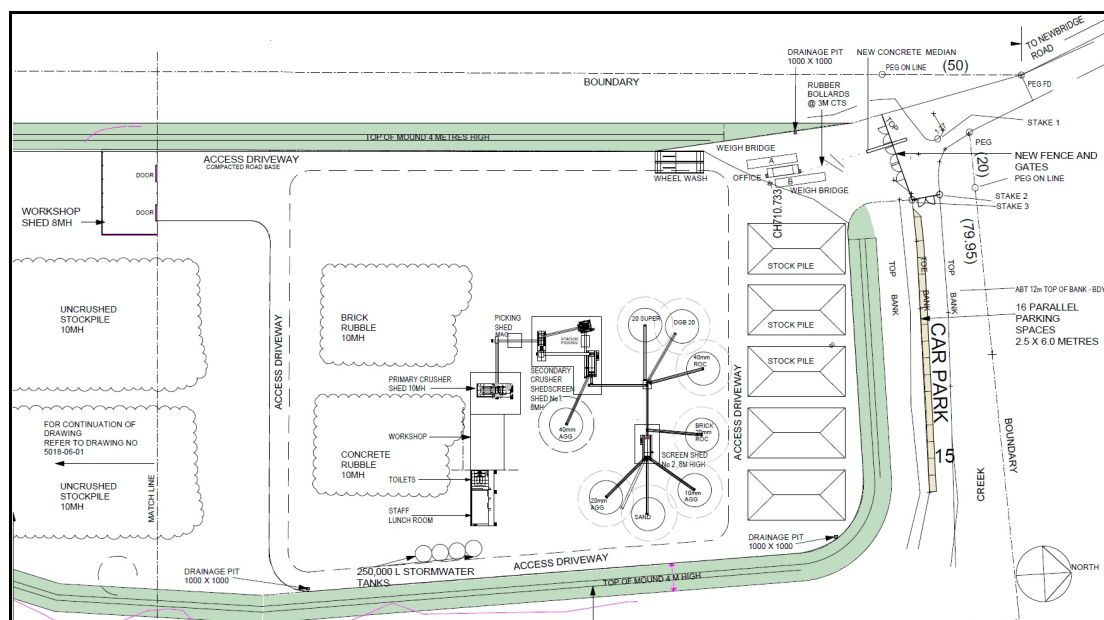 TO NEWBRIDGE
ROAD
DRAINAGE PIT
1000 X 1000
NEW CONCRETE MEDIAN
PEG ON LINE
(50)
BOUNDARY
RUBBER
BOLLARDS
@ 3M CTS
PEG FD
STAKE 1
TOP
PEG
TOP OF MOUND 4 METRES HIGH
WEIGH BRIDGE
A
OFFICE
B
WEIGH BRIDGE
NEW FENCE AND
GATES
(20)
PEG ON LINE
ACCESS DRIVEWAY
COMPACTED ROAD BASE
WHEEL WASH
DOOR
DOOR
WORKSHOP
SHED 8MH
STAKE 2
STAKE 3
CH710.733
(79.95)
STOCK PILE
STOCK PILE
STOCK PILE
TOP
BANK
TOE
BANK
TOP
BANK
ABT 12m TOP OF BANK - BDY
16 PARALLEL
PARKING
SPACES
2.5 X 6.0 METRES
CAR PARK
15
CREEK
BOUNDARY
UNCRUSHED
STOCKPILE
10MH
BRICK
RUBBLE
10MH
PICKING
SHED
MAG
STATION
PICKING
20 SUPER
DGB 20
40mm
ROC
ACCESS DRIVEWAY
ACCESS DRIVEWAY
PRIMARY CRUSHER
SHED 10MH
SECONDARY
CRUSHER
SHEDSCREEN
SHED No1.
8MH
40mm
AGG
BRICK
20mm
ROC
SCREEN SHED
No 2, 8M HIGH
FOR CONTINUATION OF
DRAWING
REFER TO DRAWING NO
5018-06-01
UNCRUSHED
STOCKPILE
10MH
MATCH LINE
CONCRETE
RUBBLE
10MH
WORKSHOP
TOILETS
STAFF
LUNCH ROOM
20mm
AGG
SAND
10mm
AGG
DRAINAGE PIT
1000 X 1000
DRAINAGE PIT
1000 X 1000
250,000 L STORMWATER
TANKS
ACCESS DRIVEWAY
TOP OF MOUND 4 M HIGH
NORTH